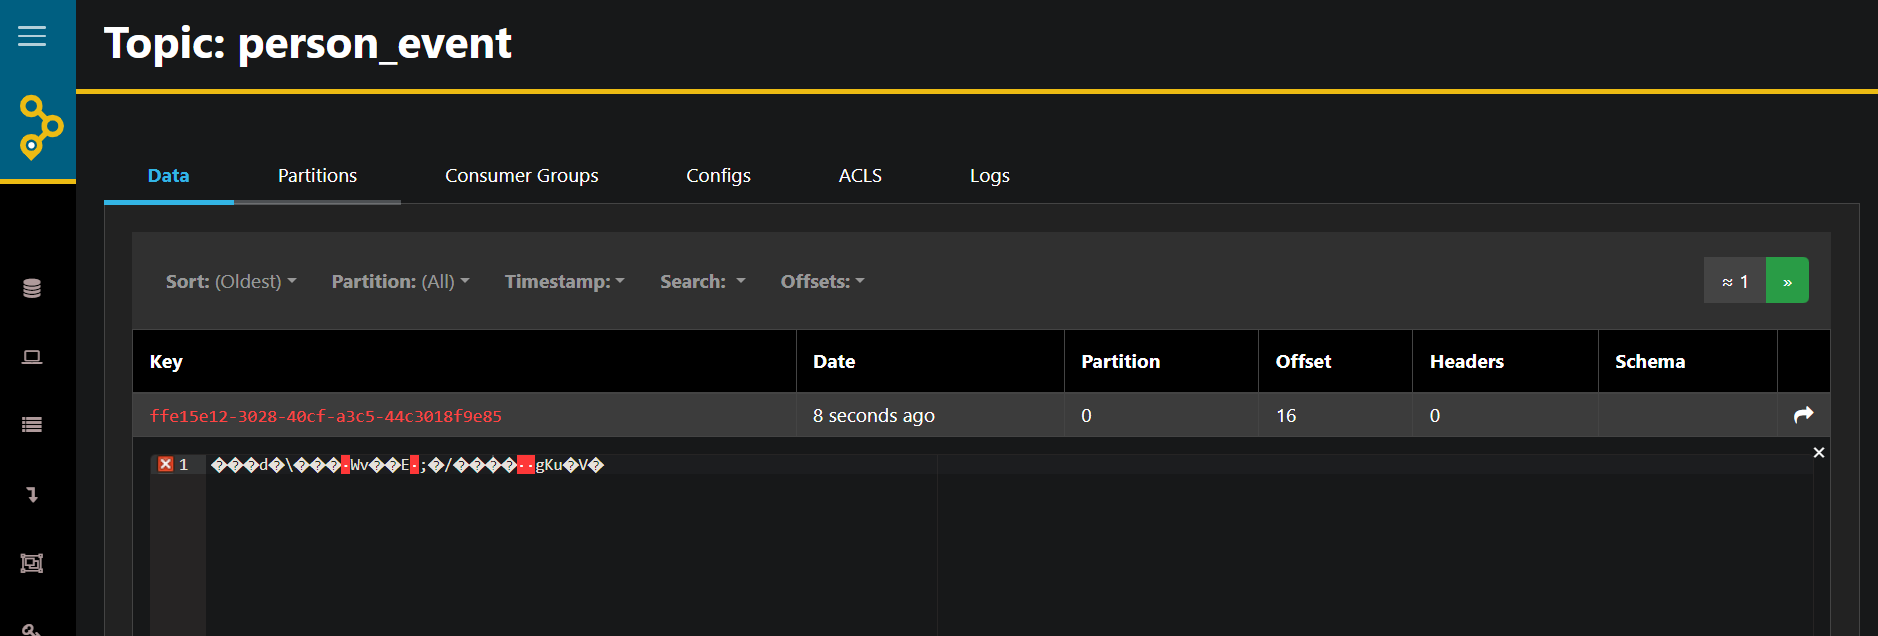 Topic: person_event
Data Partitions Consumer Groups Configs ACLS Logs
Sort: (Oldest) Partition: (All) Timestamp: Search: Offsets: ≈ 1 »
Key Date Partition Offset Headers Schema
ffe15e12-3028-40cf-a3c5-44c3018f9e85 8 seconds ago 0 16 0
1 ���d�\���·Wv��E·;�/����··gKu�V�